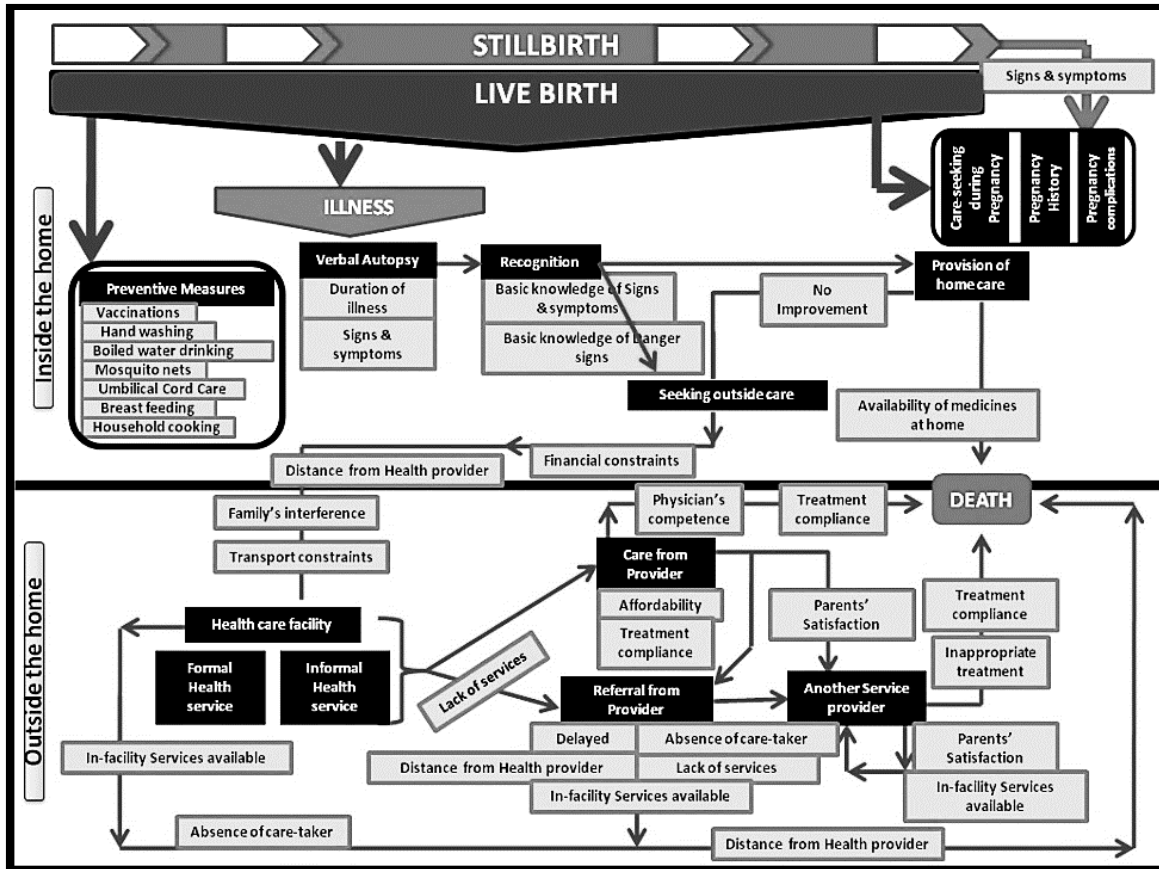 STILLBIRTH
LIVE BIRTH
Signs & symptoms
Care-seeking
during
Pregnancy
Pregnancy
History
Pregnancy
complications
Inside the home
ILLNESS
Verbal Autopsy
Duration of
illness
Signs &
symptoms
Recognition
Basic knowledge of Signs
& symptoms
Basic knowledge of Danger
signs
No
Improvement
Provision of
home care
Preventive Measures
Vaccinations
Hand washing
Boiled water drinking
Mosquito nets
Umbilical Cord Care
Breast feeding
Household cooking
Seeking outside care
Availability of medicines
at home
Financial constraints
Distance from Health provider
DEATH
Outside the home
Family's interference
Transport constraints
Physician's
competence
Treatment
compliance
Care from
Provider
Affordability
Treatment
compliance
Parents'
Satisfaction
Treatment
compliance
Inappropriate
treatment
Health care facility
Formal
Health
service
Informal
Health
service
Lack of services
Referral from
Provider
Another Service
provider
Delayed
Absence of care-taker
Distance from Health provider
Lack of services
In-facility Services available
Parents'
Satisfaction
In-facility Services
available
In-facility Services available
Absence of care-taker
Distance from Health provider